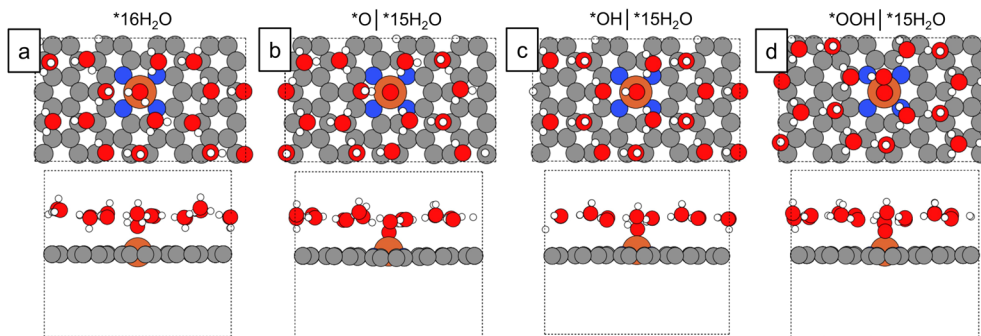 a
*16H₂O
b
*O| *15H₂O
c
*OH| *15H₂O
d
*OOH| *15H₂O